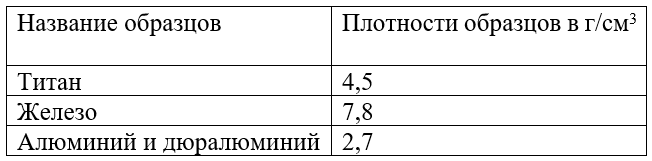 Название образцов Плотности образцов в г/см³
Титан 4,5
Железо 7,8
Алюминий и дюралюминий 2,7